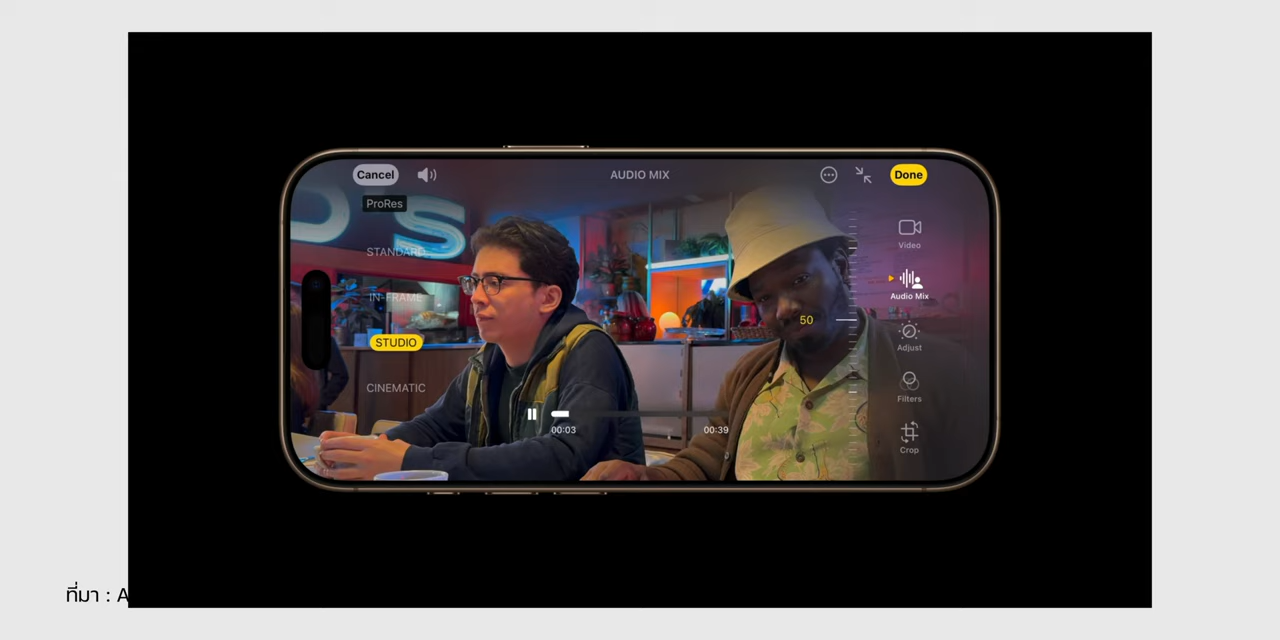 Cancel
AUDIO MIX
Done
ProRes
STANDARD
IN-FRAME
STUDIO
CINEMATIC
50
Video
Audio Mix
Adjust
Filters
Crop
00:03
00:39
ที่มา : A